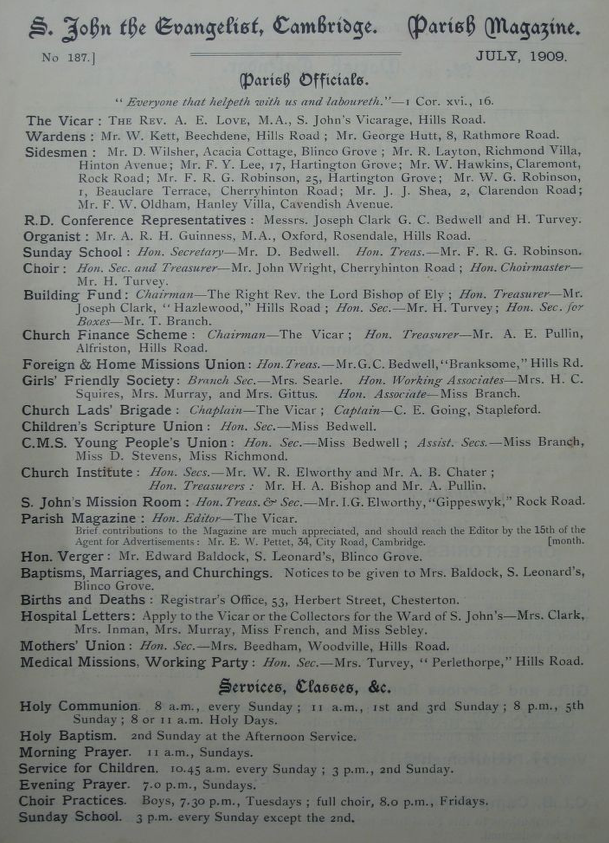 S. John the Evangelist, Cambridge. Parish Magazine.
No 187.] JULY, 1909.
Parish Officials.
"Everyone that helpeth with us and laboureth."—1 Cor. xvi., 16.
The Vicar: THE REV. A. E. LOVE, M.A., S. John's Vicarage, Hills Road.
Wardens: Mr. W. Kett, Beechdene, Hills Road; Mr. George Hutt, 8, Rathmore Road.
Sidesmen: Mr. D. Wilsher, Acacia Cottage, Blinco Grove; Mr. R. Layton, Richmond Villa,
Hinton Avenue; Mr. F. Y. Lee, 17, Hartington Grove; Mr. W. Hawkins, Claremont,
Rock Road; Mr. F. R. G. Robinson, 25, Hartington Grove; Mr. W. G. Robinson,
1, Beauclare Terrace, Cherryhinton Road; Mr. J. J. Shea, 2, Clarendon Road;
Mr. F. W. Oldham, Hanley Villa, Cavendish Avenue.
R.D. Conference Representatives: Messrs. Joseph Clark G. C. Bedwell and H. Turvey.
Organist: Mr. A. R. H. Guinness, M.A., Oxford, Rosendale, Hills Road.
Sunday School: Hon. Secretary—Mr. D. Bedwell. Hon. Treas.—Mr. F. R. G. Robinson.
Choir: Hon. Sec. and Treasurer—Mr. John Wright, Cherryhinton Road; Hon. Choirmaster—
Mr. H. Turvey.
Building Fund: Chairman—The Right Rev. the Lord Bishop of Ely; Hon. Treasurer—Mr.
Joseph Clark, "Hazlewood," Hills Road; Hon. Sec.—Mr. H. Turvey; Hon. Sec. for
Boxes—Mr. T. Branch.
Church Finance Scheme: Chairman—The Vicar; Hon. Treasurer—Mr. A. E. Pullin,
Alfriston, Hills Road.
Foreign & Home Missions Union: Hon. Treas.—Mr. G.C. Bedwell, "Branksome," Hills Rd.
Girls' Friendly Society: Branch Sec.—Mrs. Searle. Hon. Working Associates—Mrs. H. C.
Squires, Mrs. Murray, and Mrs. Gittus. Hon. Associate—Miss Branch.
Church Lads' Brigade: Chaplain—The Vicar; Captain—C. E. Going, Stapleford.
Children's Scripture Union: Hon. Sec.—Miss Bedwell.
C.M.S. Young People's Union: Hon. Sec.—Miss Bedwell; Assist. Secs.—Miss Branch,
Miss D. Stevens, Miss Richmond.
Church Institute: Hon. Secs.—Mr. W. R. Elworthy and Mr. A. B. Chater;
Hon. Treasurers: Mr. H. A. Bishop and Mr. A. Pullin.
S. John's Mission Room: Hon. Treas. & Sec.—Mr. I.G. Elworthy, "Gippeswyk," Rock Road.
Parish Magazine: Hon. Editor—The Vicar.
Brief contributions to the Magazine are much appreciated, and should reach the Editor by the 15th of the
Agent for Advertisements: Mr. E. W. Pettet, 34, City Road, Cambridge. [month.
Hon. Verger: Mr. Edward Baldock, S. Leonard's, Blinco Grove.
Baptisms, Marriages, and Churchings. Notices to be given to Mrs. Baldock, S. Leonard's,
Blinco Grove.
Births and Deaths: Registrar's Office, 53, Herbert Street, Chesterton.
Hospital Letters: Apply to the Vicar or the Collectors for the Ward of S. John's—Mrs. Clark,
Mrs. Inman, Mrs. Murray, Miss French, and Miss Sebley.
Mothers' Union: Hon. Sec.—Mrs. Beedham, Woodville, Hills Road.
Medical Missions, Working Party: Hon. Sec.—Mrs. Turvey, "Perlethorpe," Hills Road.
Services, Classes, &c.
Holy Communion. 8 a.m., every Sunday; 11 a.m., 1st and 3rd Sunday; 8 p.m., 5th
Sunday; 8 or 11 a.m. Holy Days.
Holy Baptism. 2nd Sunday at the Afternoon Service.
Morning Prayer. 11 a.m., Sundays.
Service for Children. 10.45 a.m. every Sunday; 3 p.m., 2nd Sunday.
Evening Prayer. 7.0 p.m., Sundays.
Choir Practices. Boys, 7.30 p.m., Tuesdays; full choir, 8.0 p.m., Fridays.
Sunday School. 3 p.m. every Sunday except the 2nd.